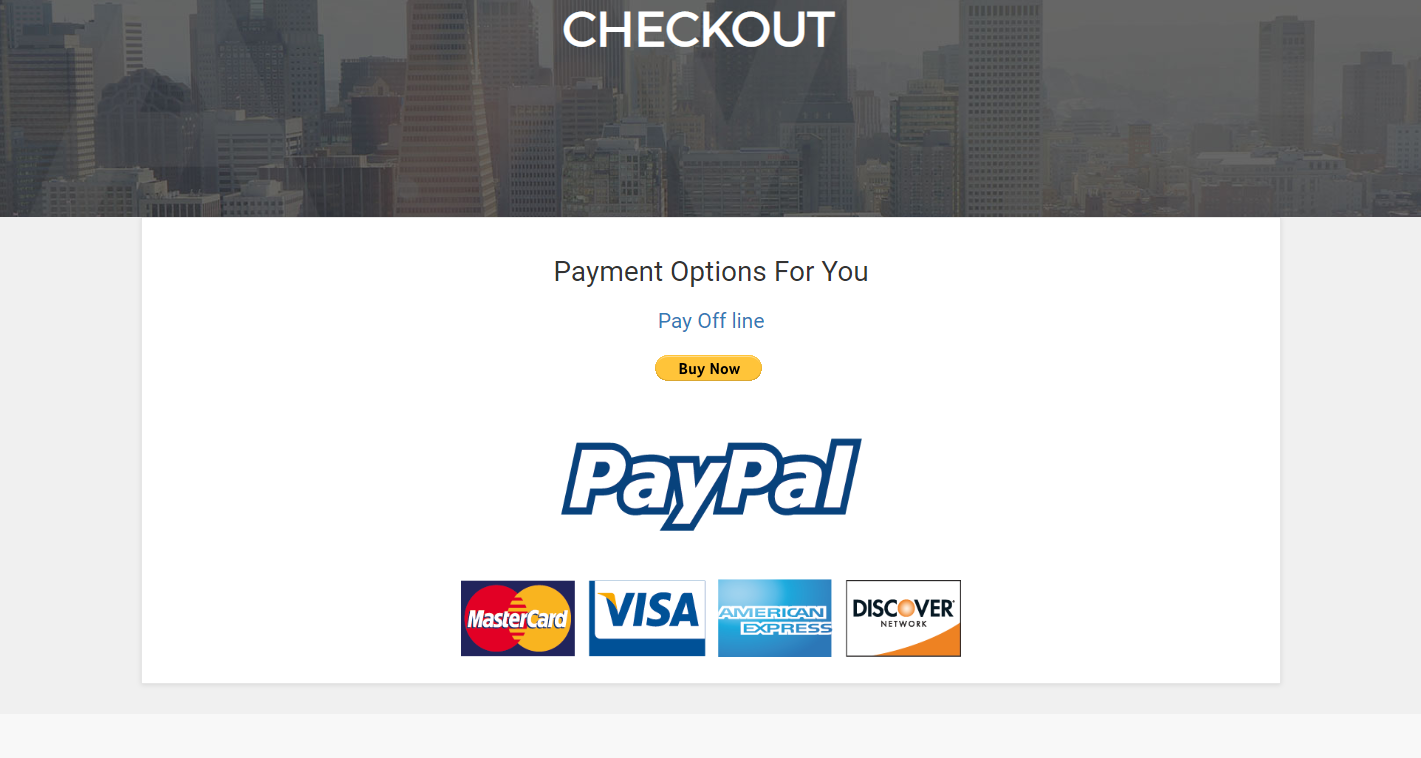 CHECKOUT
Payment Options For You
Pay Off line
Buy Now
PayPal
MasterCard
VISA
AMERICAN
EXPRESS
DISCOVER
NETWORK